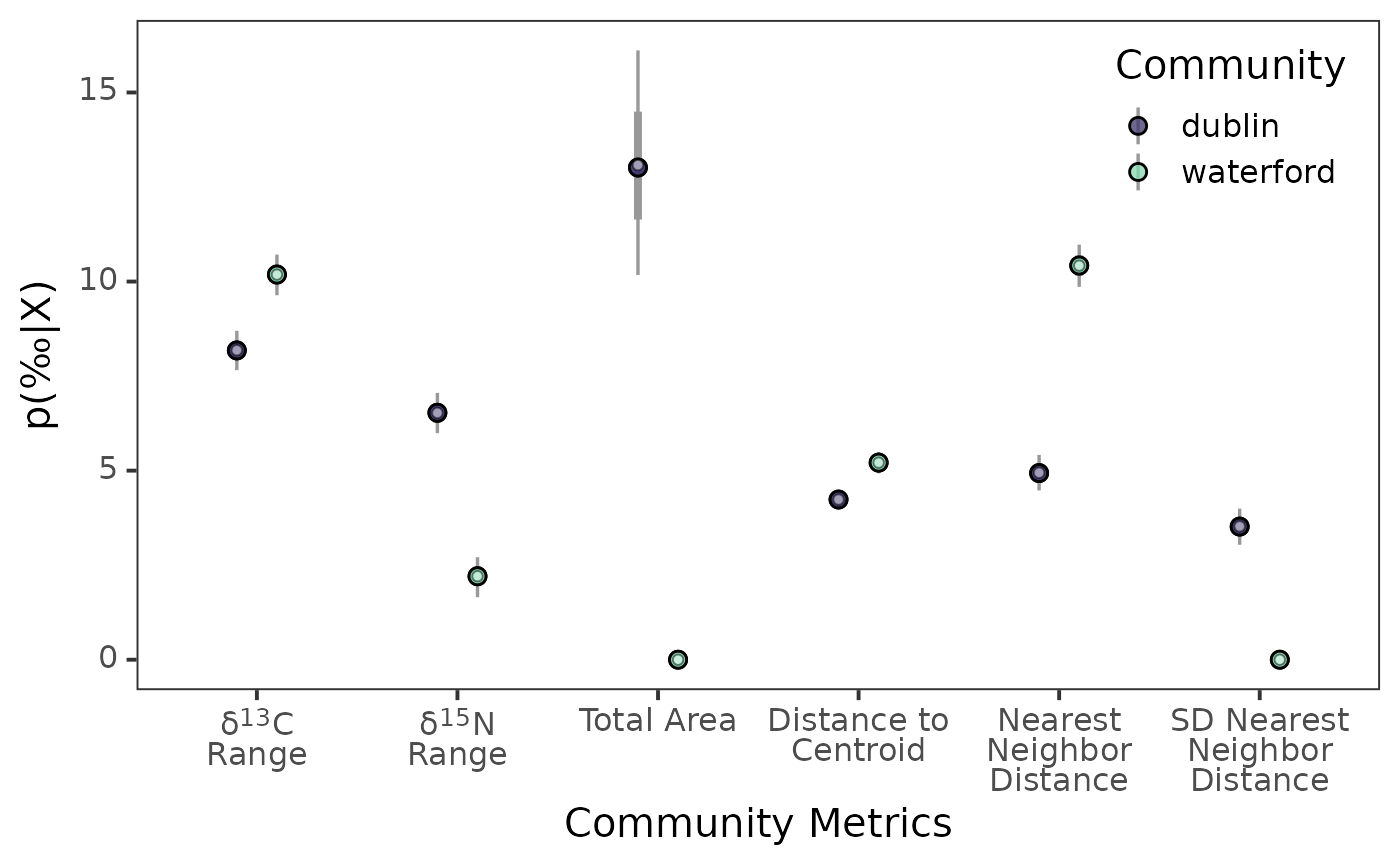 Community
dublin
waterford
p(‰|X)
15
10
5
0
δ¹³C
Range
δ¹⁵N
Range
Total Area
Distance to
Centroid
Nearest
Neighbor
Distance
SD Nearest
Neighbor
Distance
Community Metrics